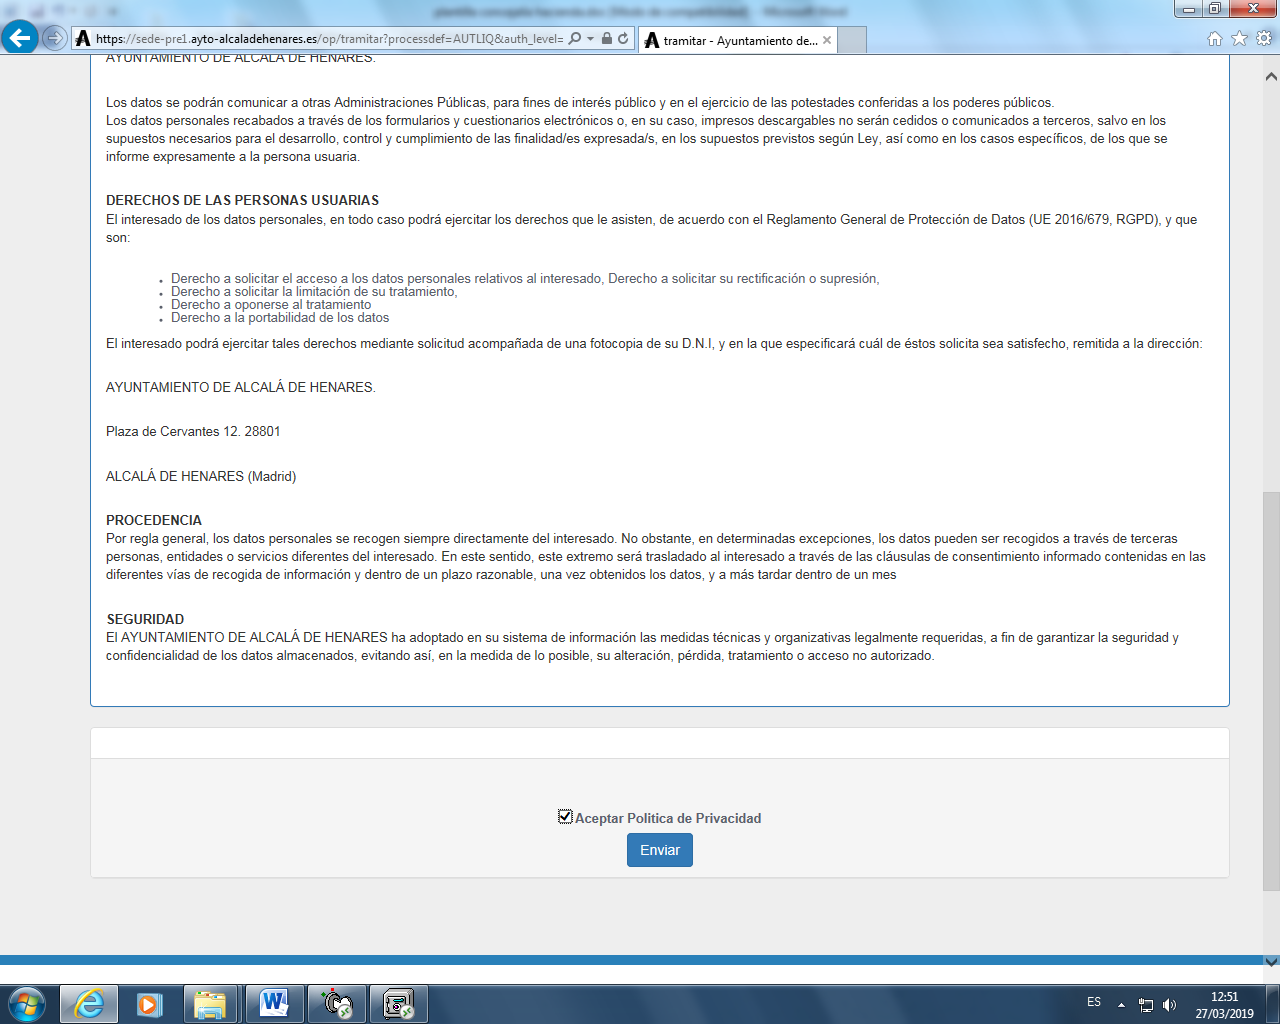 plantilla concejalia hacienda.doc [Modo de compatibilidad] - Microsoft Word
https://sede-pre1.ayto-alcaladehenares.es/op/tramitar?processdef=AUTLIQ&auth_level=
tramitar - Ayuntamiento de...
AYUNTAMIENTO DE ALCALÁ DE HENARES.
Los datos se podrán comunicar a otras Administraciones Públicas, para fines de interés público y en el ejercicio de las potestades conferidas a los poderes públicos.
Los datos personales recabados a través de los formularios y cuestionarios electrónicos o, en su caso, impresos descargables no serán cedidos o comunicados a terceros, salvo en los
supuestos necesarios para el desarrollo, control y cumplimiento de las finalidad/es expresada/s, en los supuestos previstos según Ley, así como en los casos específicos, de los que se
informe expresamente a la persona usuaria.
DERECHOS DE LAS PERSONAS USUARIAS
El interesado de los datos personales, en todo caso podrá ejercitar los derechos que le asisten, de acuerdo con el Reglamento General de Protección de Datos (UE 2016/679, RGPD), y que
son:
Derecho a solicitar el acceso a los datos personales relativos al interesado, Derecho a solicitar su rectificación o supresión,
Derecho a solicitar la limitación de su tratamiento,
Derecho a oponerse al tratamiento
Derecho a la portabilidad de los datos
El interesado podrá ejercitar tales derechos mediante solicitud acompañada de una fotocopia de su D.N.I, y en la que especificará cuál de éstos solicita sea satisfecho, remitida a la dirección:
AYUNTAMIENTO DE ALCALÁ DE HENARES.
Plaza de Cervantes 12. 28801
ALCALÁ DE HENARES (Madrid)
PROCEDENCIA
Por regla general, los datos personales se recogen siempre directamente del interesado. No obstante, en determinadas excepciones, los datos pueden ser recogidos a través de terceras
personas, entidades o servicios diferentes del interesado. En este sentido, este extremo será trasladado al interesado a través de las cláusulas de consentimiento informado contenidas en las
diferentes vías de recogida de información y dentro de un plazo razonable, una vez obtenidos los datos, y a más tardar dentro de un mes
SEGURIDAD
El AYUNTAMIENTO DE ALCALÁ DE HENARES ha adoptado en su sistema de información las medidas técnicas y organizativas legalmente requeridas, a fin de garantizar la seguridad y
confidencialidad de los datos almacenados, evitando así, en la medida de lo posible, su alteración, pérdida, tratamiento o acceso no autorizado.
Aceptar Politica de Privacidad
Enviar
ES
12:51
27/03/2019